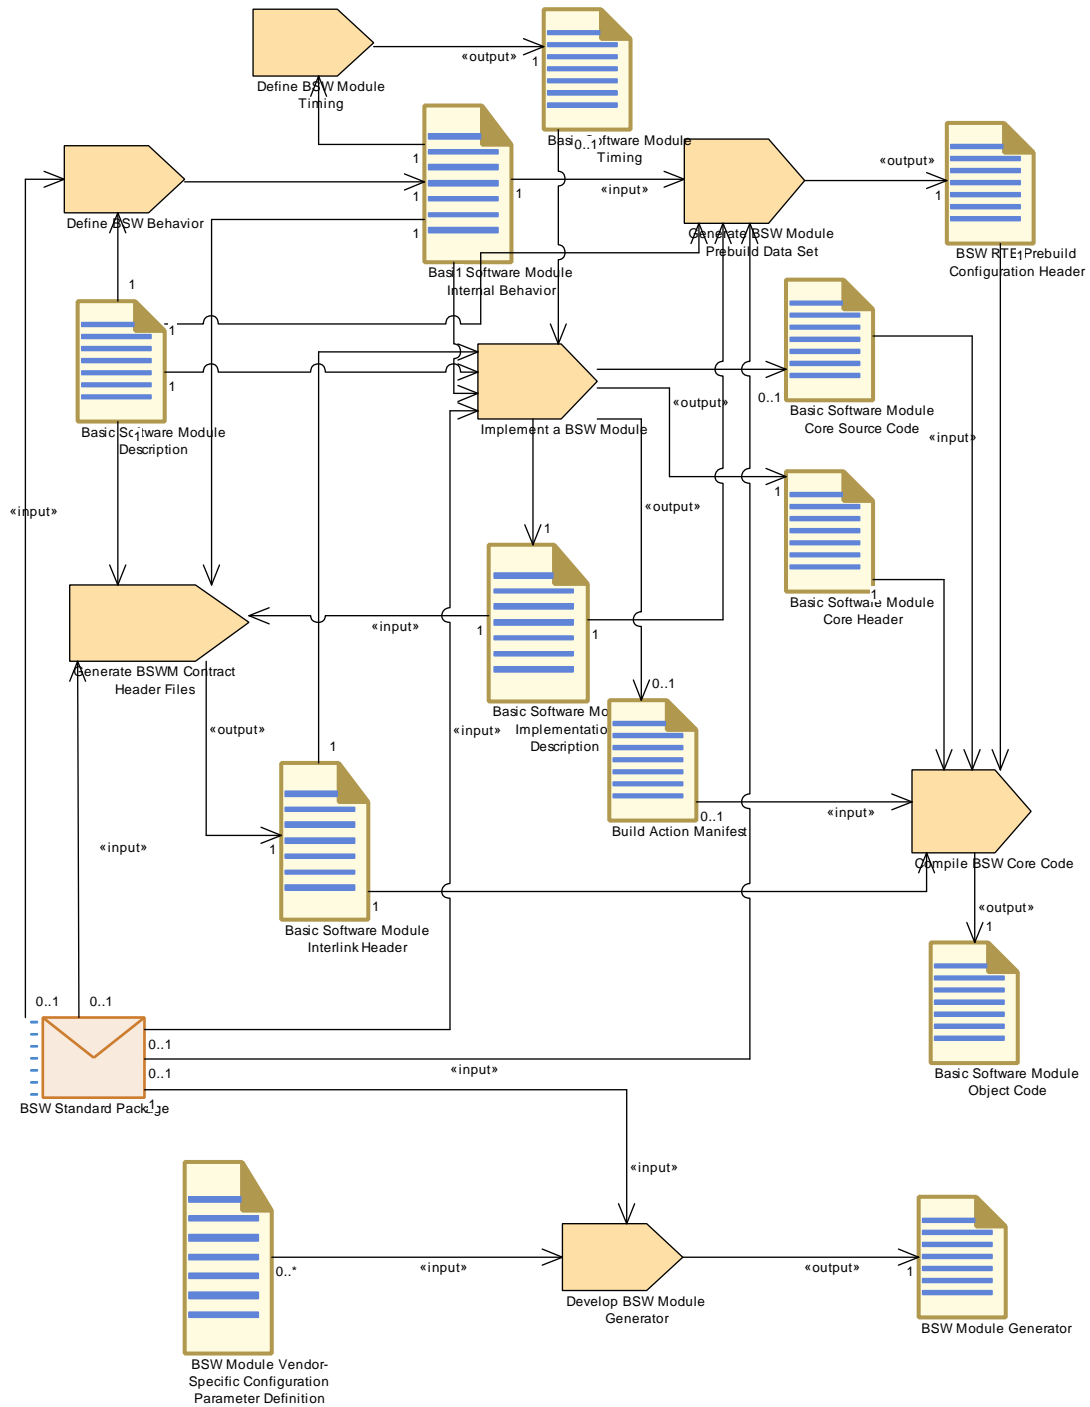 «output»
1
Define BSW Module
Timing
Basic Software Module
Timing
0..1
1
1
1
1
«input»
«output»
1
Define BSW Behavior
Generate BSW Module
Prebuild Data Set
BSW RTE Prebuild
Configuration Header
1
Basic Software Module
Internal Behavior
1
1
1
1
Basic Software Module
Description
1
Implement a BSW Module
«output»
0..1
Basic Software Module
Core Source Code
«input»
«input»
«output»
1
1
Basic Software Module
Core Header
1
«input»
1
1
Generate BSWM Contract
Header Files
0..1
Basic Software Mo
Implementatio
Description
«output»
«input»
1
0..1
Build Action Manifest
«input»
1
«input»
Compile BSW Core Code
1
Basic Software Module
Interlink Header
«output»
1
0..1
0..1
0..1
0..1
«input»
1
BSW Standard Package
Basic Software Module
Object Code
«input»
0..*
«input»
«output»
1
Develop BSW Module
Generator
BSW Module Generator
BSW Module Vendor-
Specific Configuration
Parameter Definition